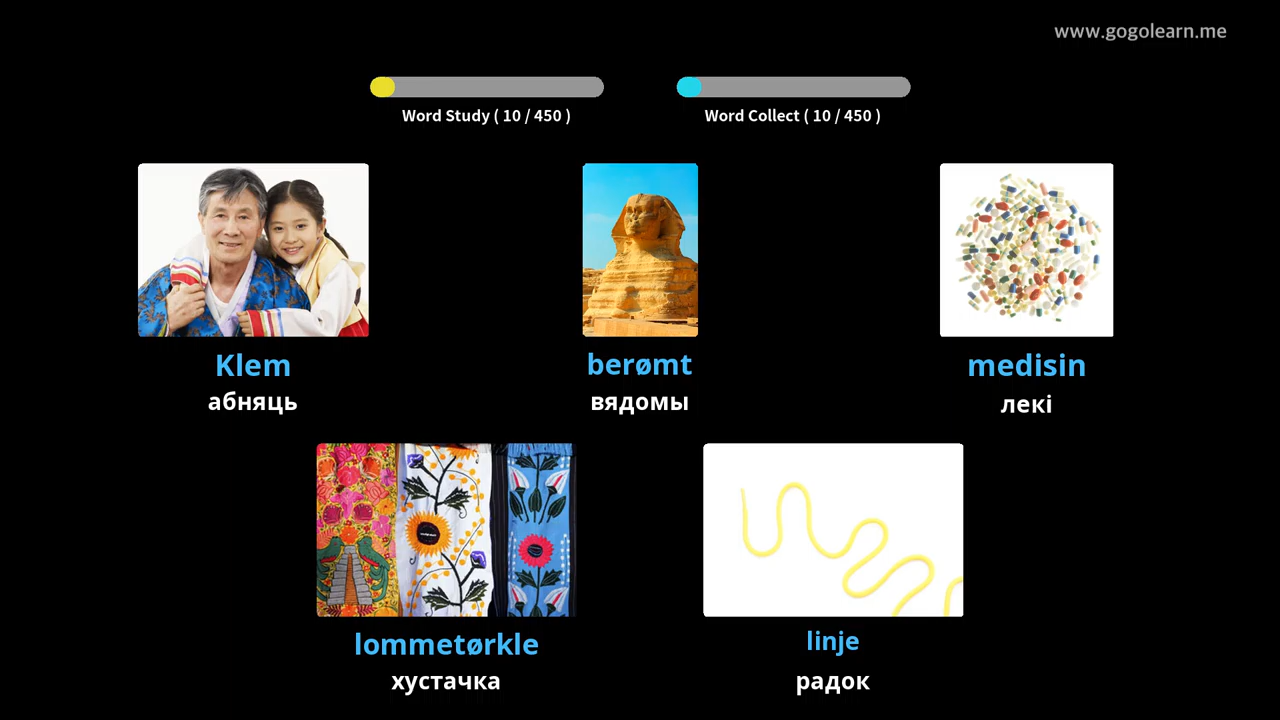 www.gogolearn.me
Word Study ( 10 / 450 )
Word Collect ( 10 / 450 )
Klem
абняць
berømt
вядомы
medisin
лекі
lommetørkle
хустачка
linje
радок